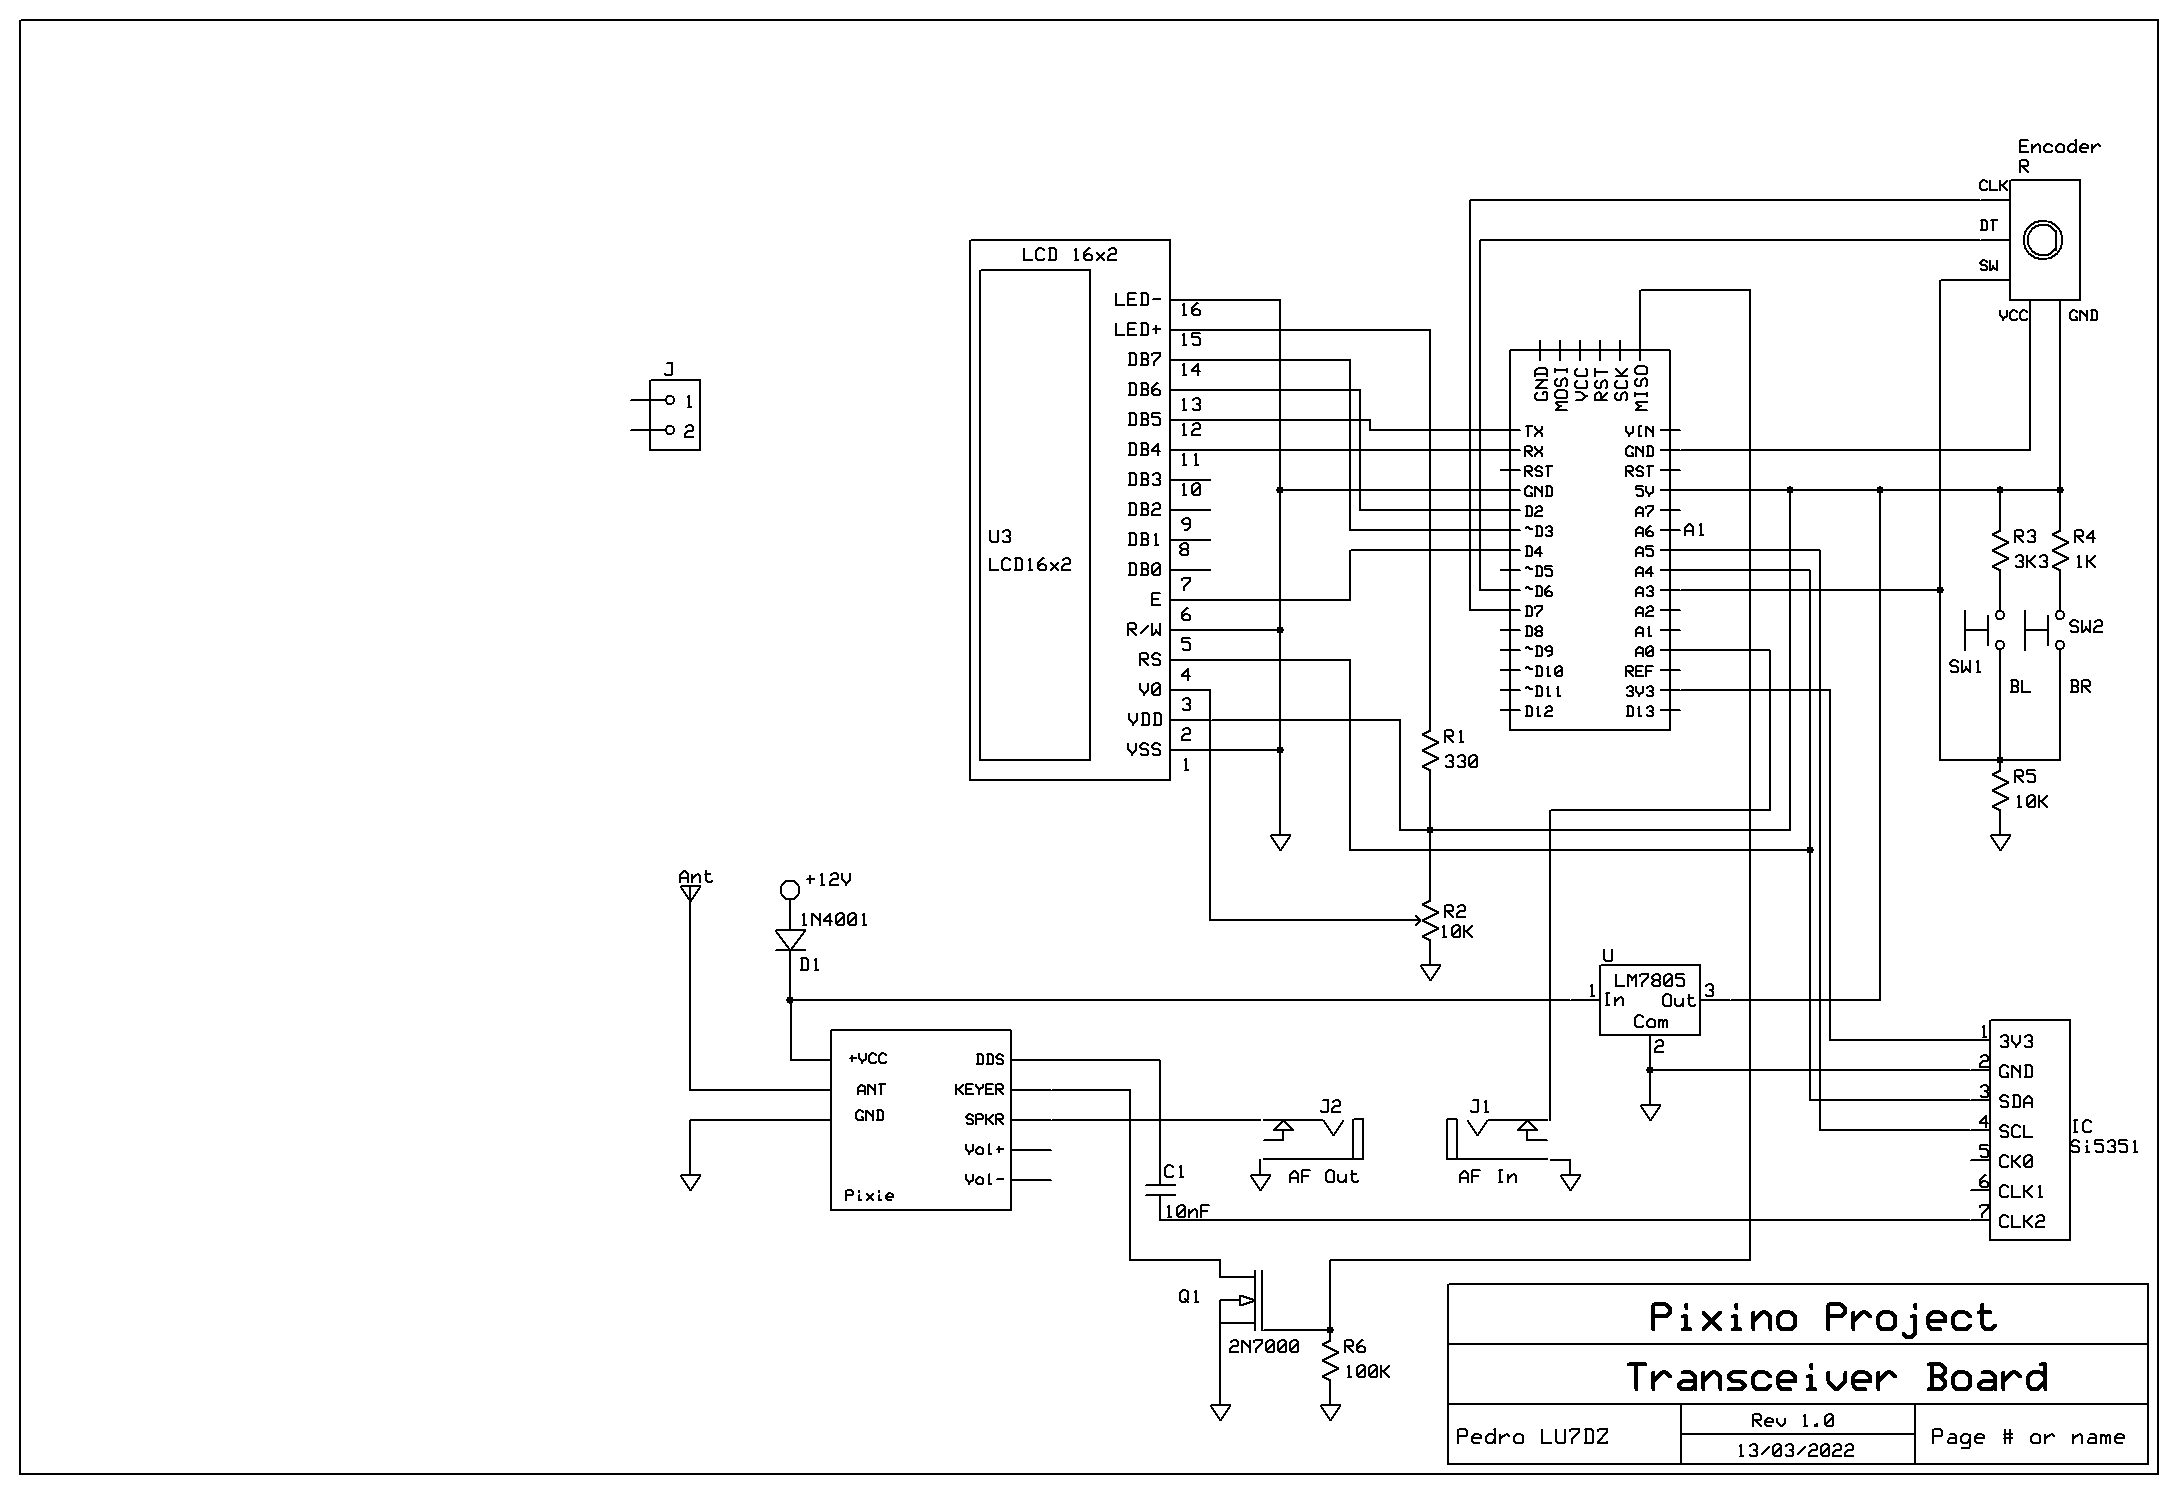 Encoder
R
CLK
DT
SW
VCC
GND
LCD 16x2
LED-
16
LED+
15
DB7
14
DB6
13
DB5
12
DB4
11
DB3
10
DB2
9
DB1
8
DB0
7
E
6
R/W
5
RS
4
V0
3
VDD
2
VSS
1
U3
LCD16x2
J
1
2
GND
MOSI
VCC
RST
SCK
MISO
TX
RX
RST
GND
D2
~D3
D4
~D5
~D6
D7
D8
~D9
~D10
~D11
D12
VIN
GND
RST
5V
A7
A6
A5
A4
A3
A2
A1
A0
REF
3V3
D13
A1
R3
3K3
R4
1K
SW1
SW2
BL
BR
R5
10K
R1
330
R2
10K
Ant
+12V
1N4001
D1
U
LM7805
1
In
Out
3
Com
2
+VCC
ANT
GND
DDS
KEYER
SPKR
Vol+
Vol-
Pixie
J2
AF Out
J1
AF In
C1
10nF
1
3V3
2
GND
3
SDA
4
SCL
5
CK0
6
CLK1
7
CLK2
IC
Si5351
Q1
2N7000
R6
100K
Pixino Project
Transceiver Board
Pedro LU7DZ
Rev 1.0
13/03/2022
Page # or name